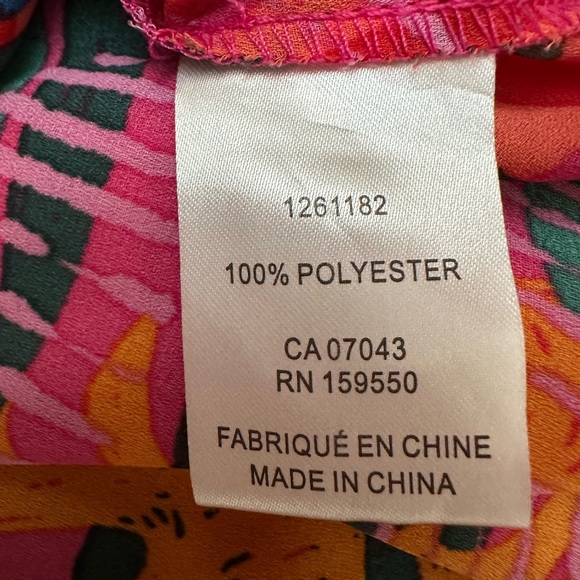 1261182
100% POLYESTER
CA 07043
RN 159550
FABRIQUÉ EN CHINE
MADE IN CHINA